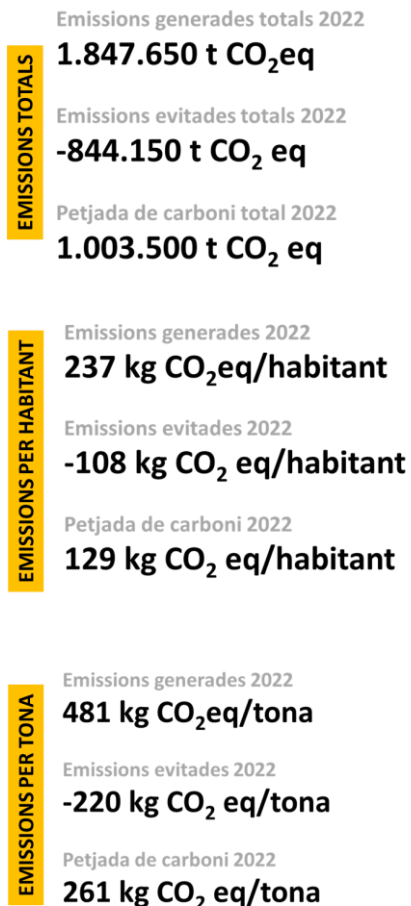 EMISSIONS TOTALS
Emissions generades totals 2022
1.847.650 t CO₂eq
Emissions evitades totals 2022
-844.150 t CO₂ eq
Petjada de carboni total 2022
1.003.500 t CO₂ eq
EMISSIONS PER HABITANT
Emissions generades 2022
237 kg CO₂eq/habitant
Emissions evitades 2022
-108 kg CO₂ eq/habitant
Petjada de carboni 2022
129 kg CO₂ eq/habitant
EMISSIONS PER TONA
Emissions generades 2022
481 kg CO₂eq/tona
Emissions evitades 2022
-220 kg CO₂ eq/tona
Petjada de carboni 2022
261 kg CO₂ eq/tona